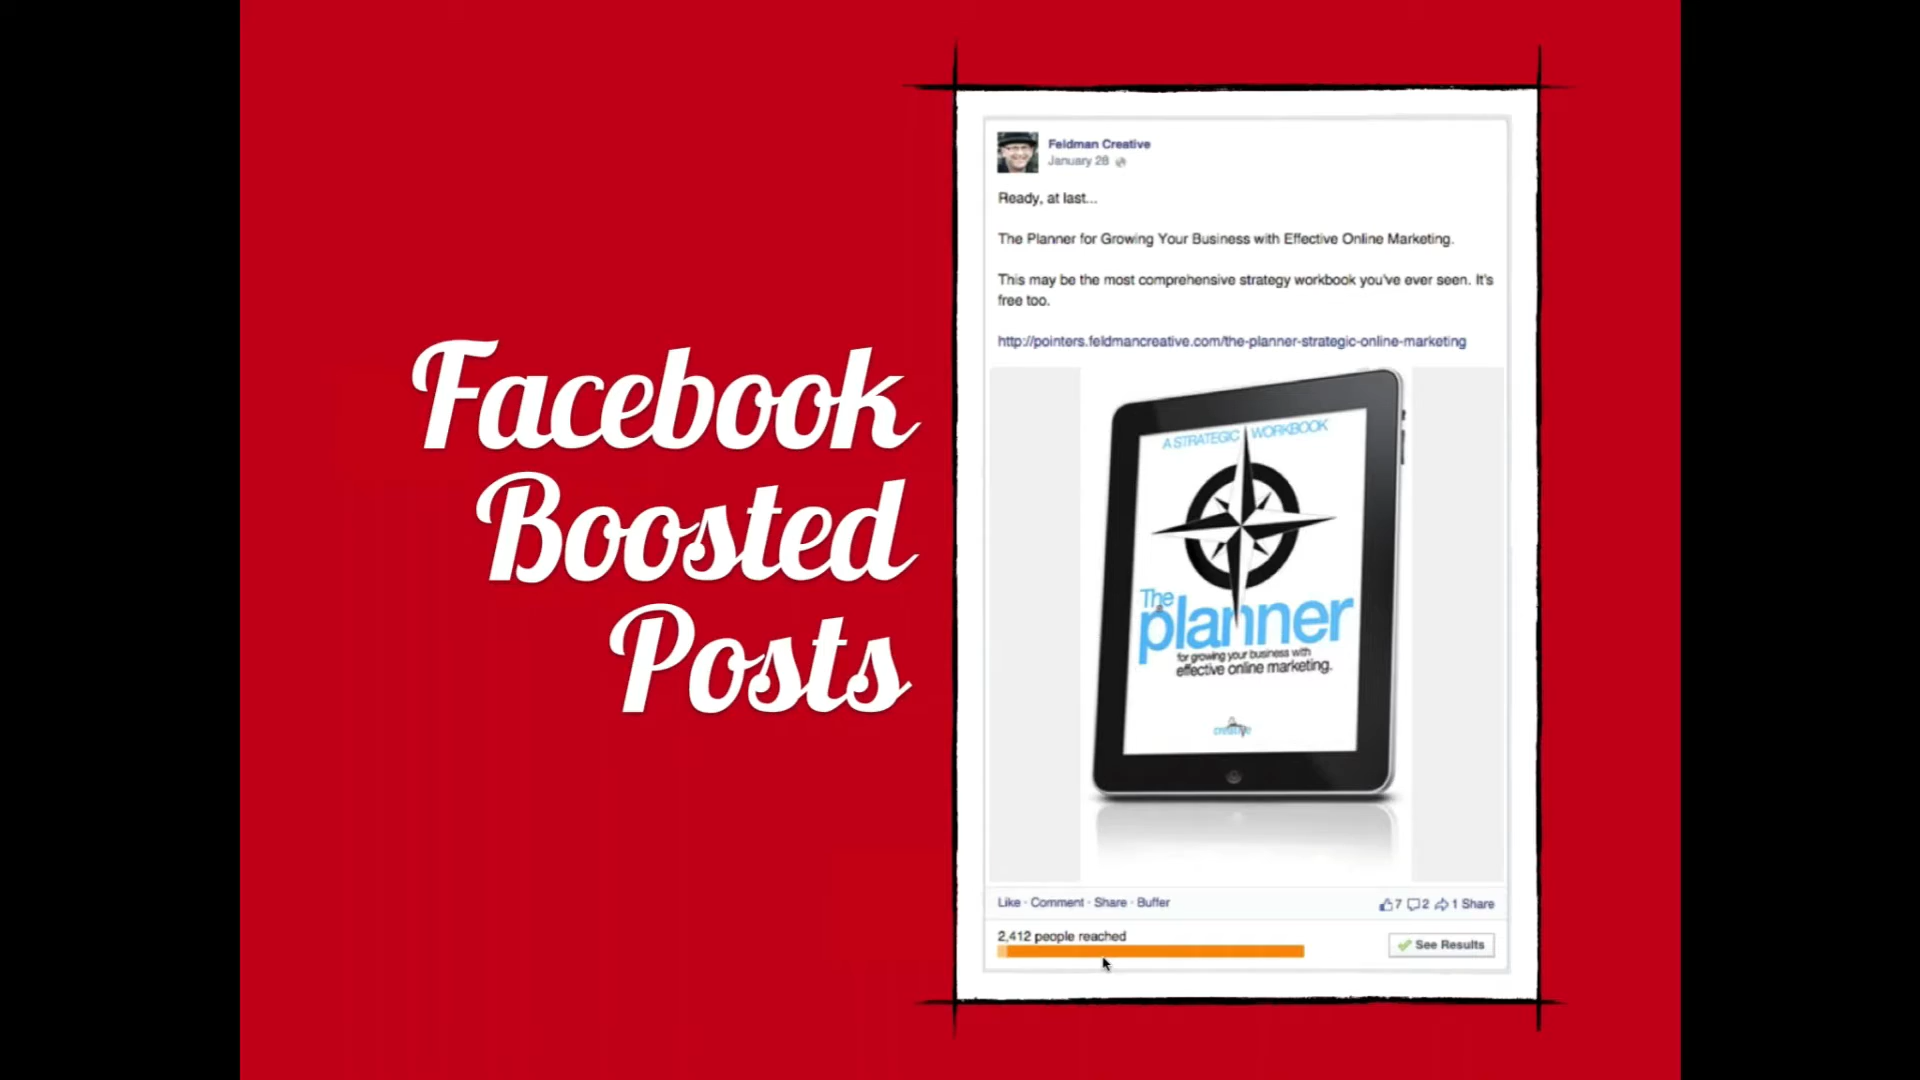 Facebook
Boosted
Posts
Feldman Creative
January 28
Ready, at last...
The Planner for Growing Your Business with Effective Online Marketing.
This may be the most comprehensive strategy workbook you've ever seen. It's
free too.
http://pointers.feldmancreative.com/the-planner-strategic-online-marketing
A STRATEGIC WORKBOOK
The
planner
for growing your business with
effective online marketing.
creative
Like · Comment · Share · Buffer
7 2 1 Share
2,412 people reached
See Results